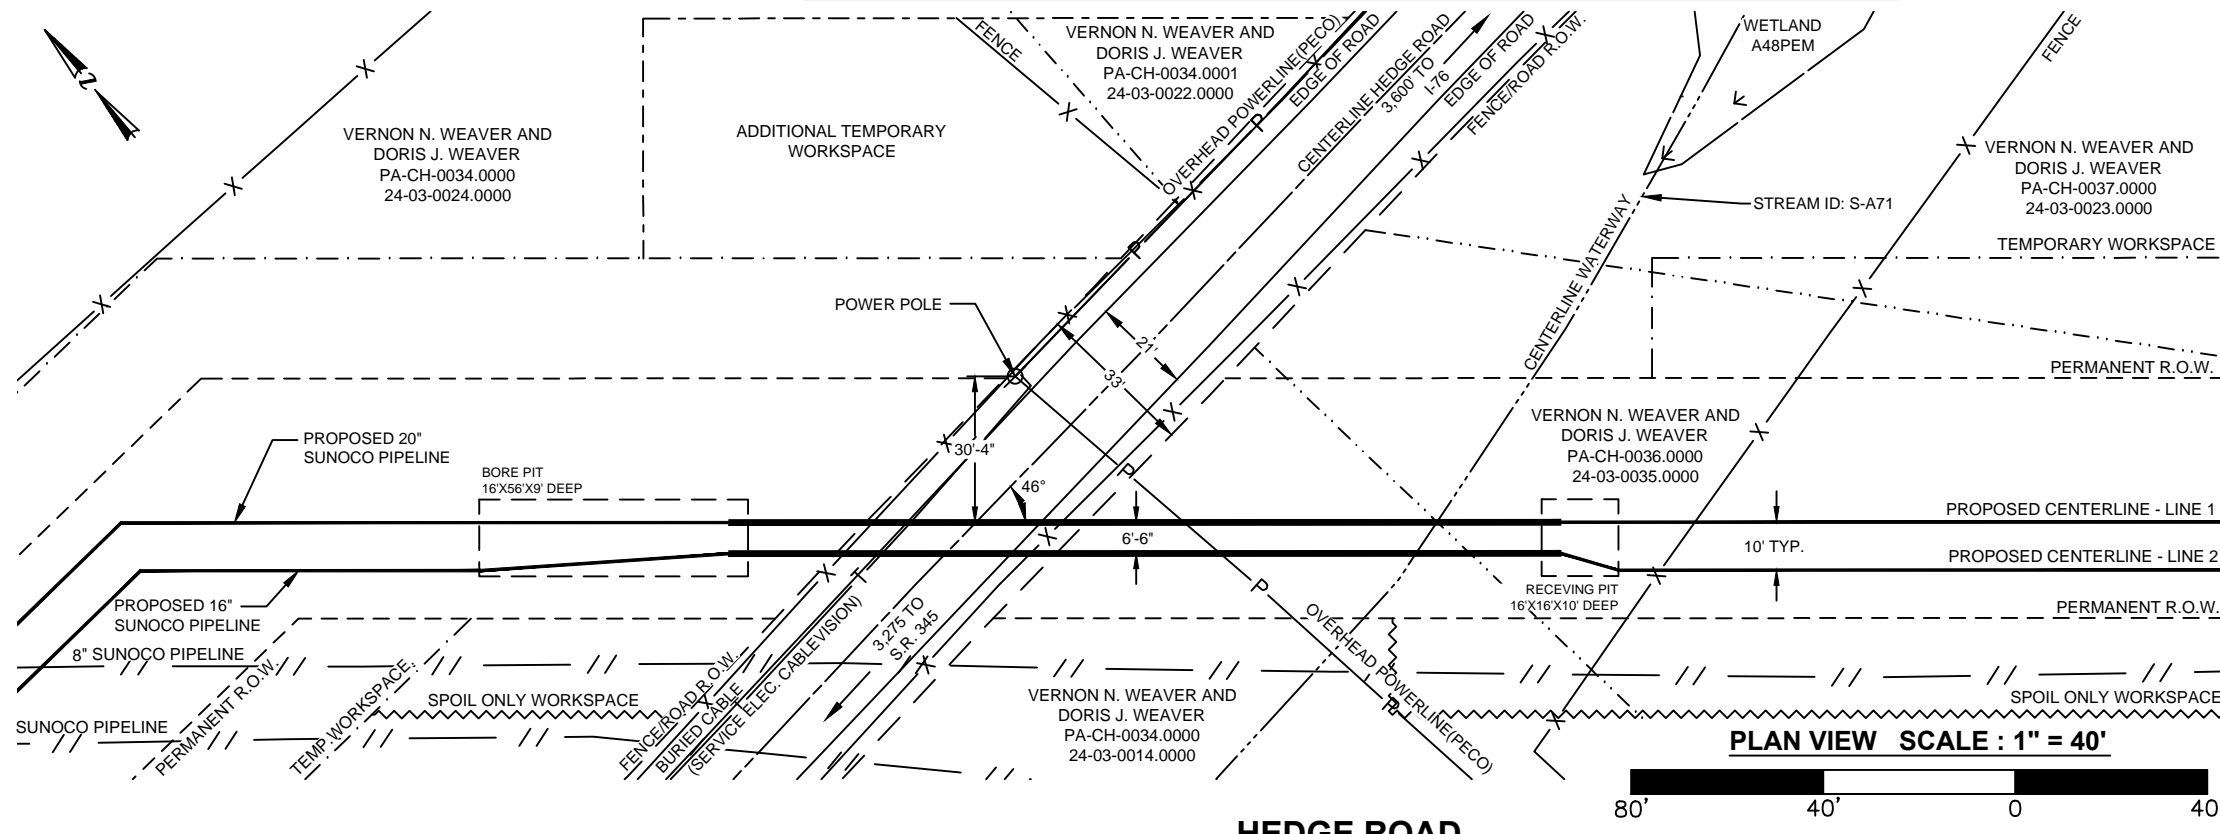 VERNON N. WEAVER AND
DORIS J. WEAVER
PA-CH-0034.0000
24-03-0024.0000
ADDITIONAL TEMPORARY
WORKSPACE
FENCE
VERNON N. WEAVER AND
DORIS J. WEAVER
PA-CH-0034.0001
24-03-0022.0000
OVERHEAD POWERLINE(PECO)
EDGE OF ROAD
CENTERLINE HEDGE ROAD
3,600' TO
I-76
EDGE OF ROAD
FENCE/ROAD R.O.W.
WETLAND
A48PEM
FENCE
VERNON N. WEAVER AND
DORIS J. WEAVER
PA-CH-0037.0000
24-03-0023.0000
STREAM ID: S-A71
CENTERLINE WATERWAY
TEMPORARY WORKSPACE
POWER POLE
21'
33'
PERMANENT R.O.W.
VERNON N. WEAVER AND
DORIS J. WEAVER
PA-CH-0036.0000
24-03-0035.0000
PROPOSED 20"
SUNOCO PIPELINE
BORE PIT
16'X56'X9' DEEP
30'-4"
46°
6'-6"
10' TYP.
PROPOSED CENTERLINE - LINE 1
PROPOSED CENTERLINE - LINE 2
PROPOSED 16"
SUNOCO PIPELINE
RECEVING PIT
16'X16'X10' DEEP
PERMANENT R.O.W.
8" SUNOCO PIPELINE
PERMANENT R.O.W.
TEMP.WORKSPACE
SPOIL ONLY WORKSPACE
SUNOCO PIPELINE
FENCE/ROAD R.O.W.
BURIED CABLE
(SERVICE ELEC. CABLEVISION)
3,275 TO
S.R. 345
VERNON N. WEAVER AND
DORIS J. WEAVER
PA-CH-0034.0000
24-03-0014.0000
OVERHEAD POWERLINE(PECO)
SPOIL ONLY WORKSPACE
PLAN VIEW SCALE : 1" = 40'
80' 40' 0 40
HEDGE ROAD